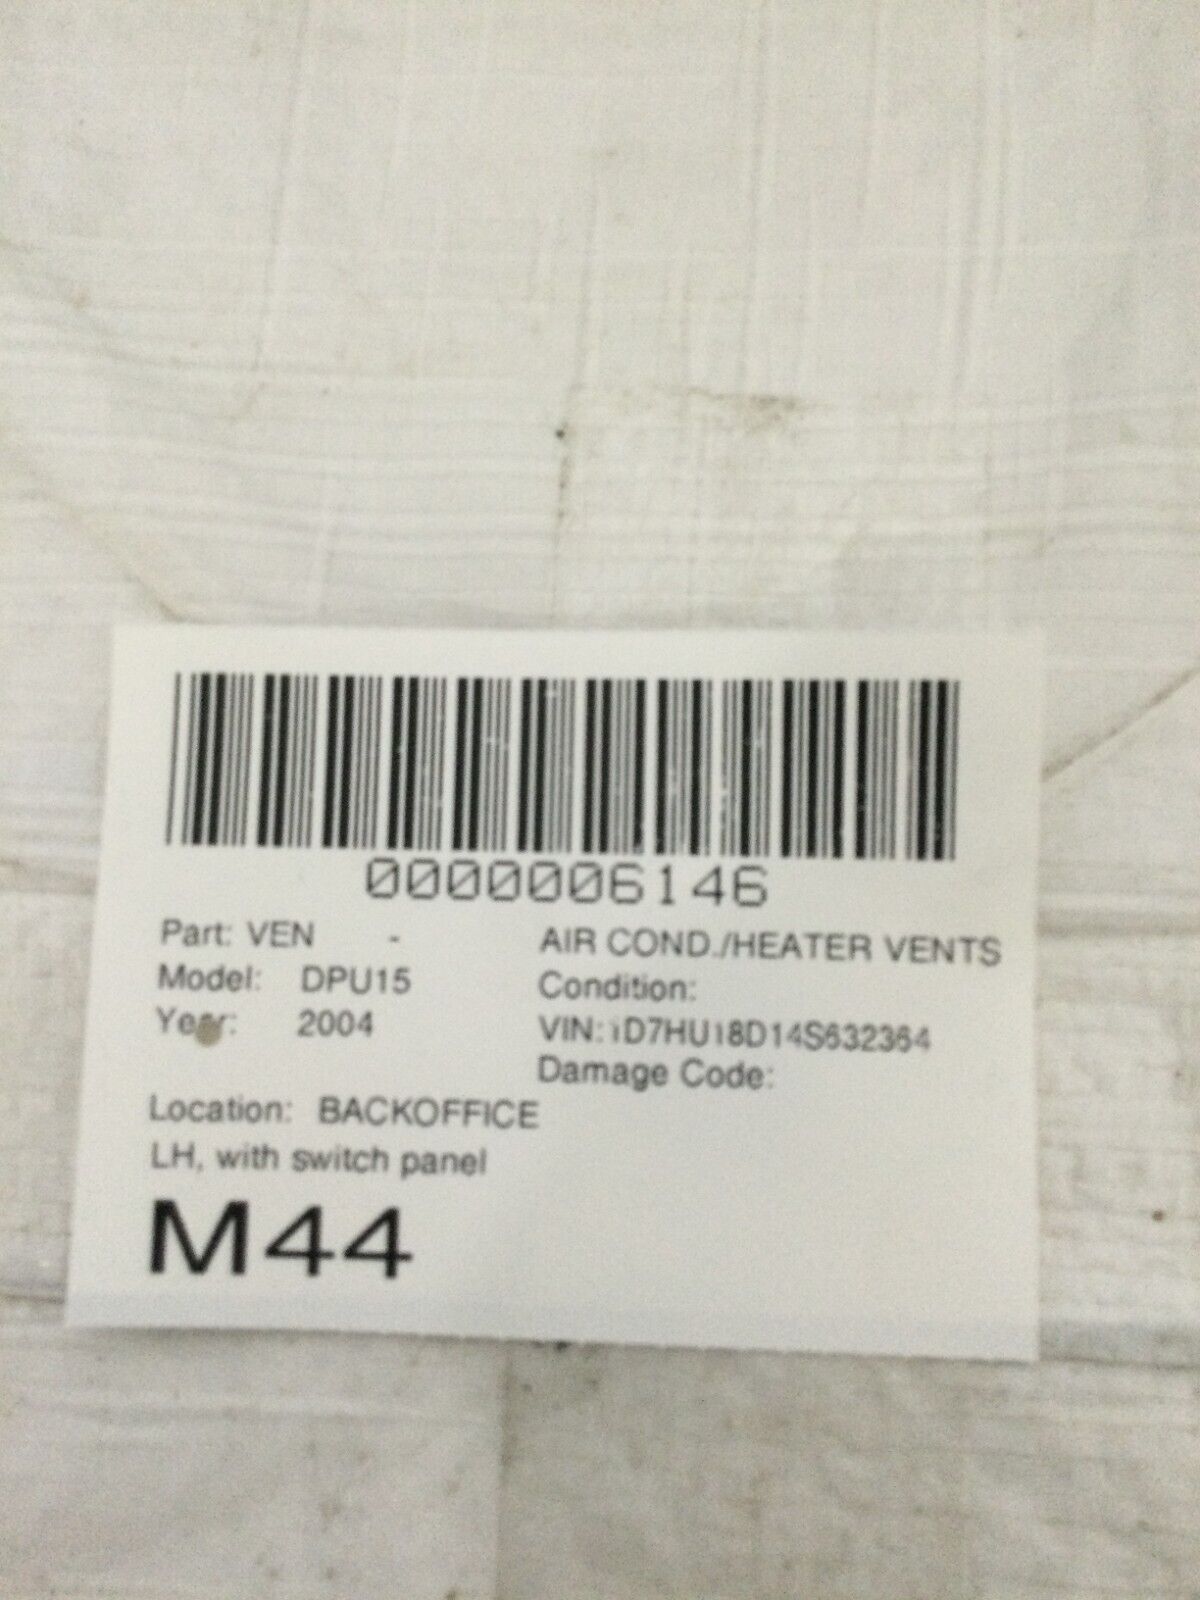 0000006146
Part: VEN - AIR COND./HEATER VENTS
Model: DPU15 Condition:
Year: 2004 VIN: 1D7HU18D14S632364
Damage Code:
Location: BACKOFFICE
LH, with switch panel
M44